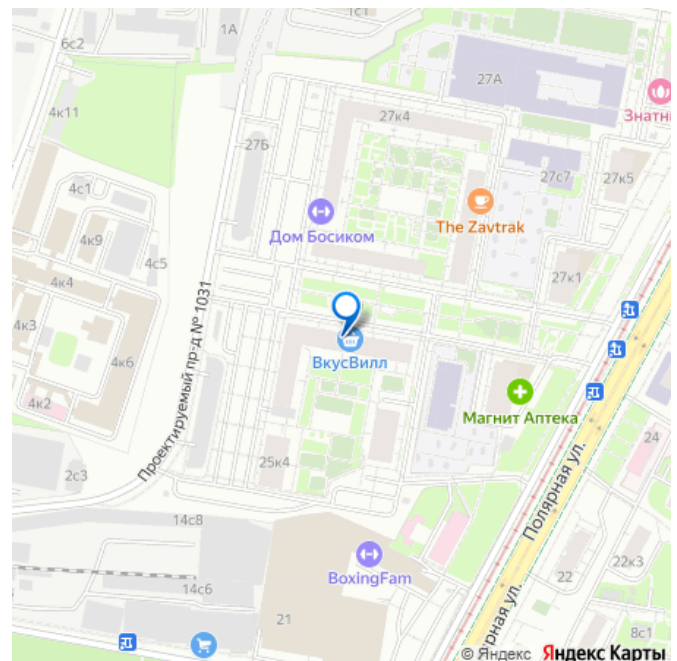 1с1
1А
6с2
27А
4к11
Знатн
27к4
27Б
27с7
27к5
4с1
The Zavtrak
Дом Босиком
4к9
4с5
27к1
4к4
Проектируемый пр-д № 1031
4к3
4к6
ВкусВилл
4к2
Магнит Аптека
24
25к4
2с3
Полярная ул.
14с8
22к3
BoxingFam
22
14с6
21
рная ул.
8с1
© Яндекс Яндекс Карты